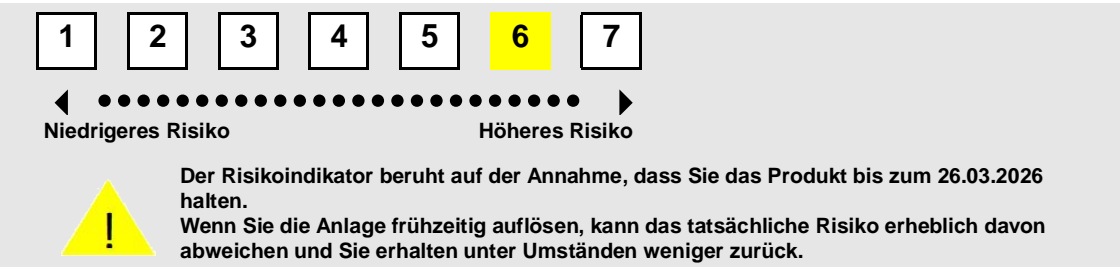 1 2 3 4 5 6 7
Niedrigeres Risiko Höheres Risiko
Der Risikoindikator beruht auf der Annahme, dass Sie das Produkt bis zum 26.03.2026
halten.
Wenn Sie die Anlage frühzeitig auflösen, kann das tatsächliche Risiko erheblich davon
abweichen und Sie erhalten unter Umständen weniger zurück.
!